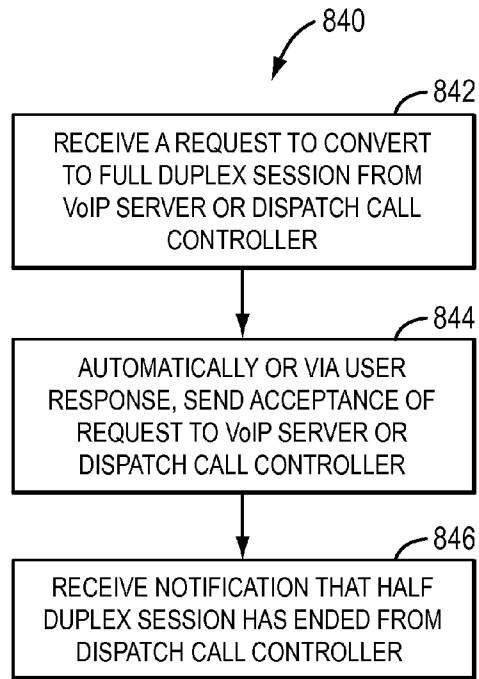 840
842
RECEIVE A REQUEST TO CONVERT
TO FULL DUPLEX SESSION FROM
VoIP SERVER OR DISPATCH CALL
CONTROLLER
844
AUTOMATICALLY OR VIA USER
RESPONSE, SEND ACCEPTANCE OF
REQUEST TO VoIP SERVER OR
DISPATCH CALL CONTROLLER
846
RECEIVE NOTIFICATION THAT HALF
DUPLEX SESSION HAS ENDED FROM
DISPATCH CALL CONTROLLER